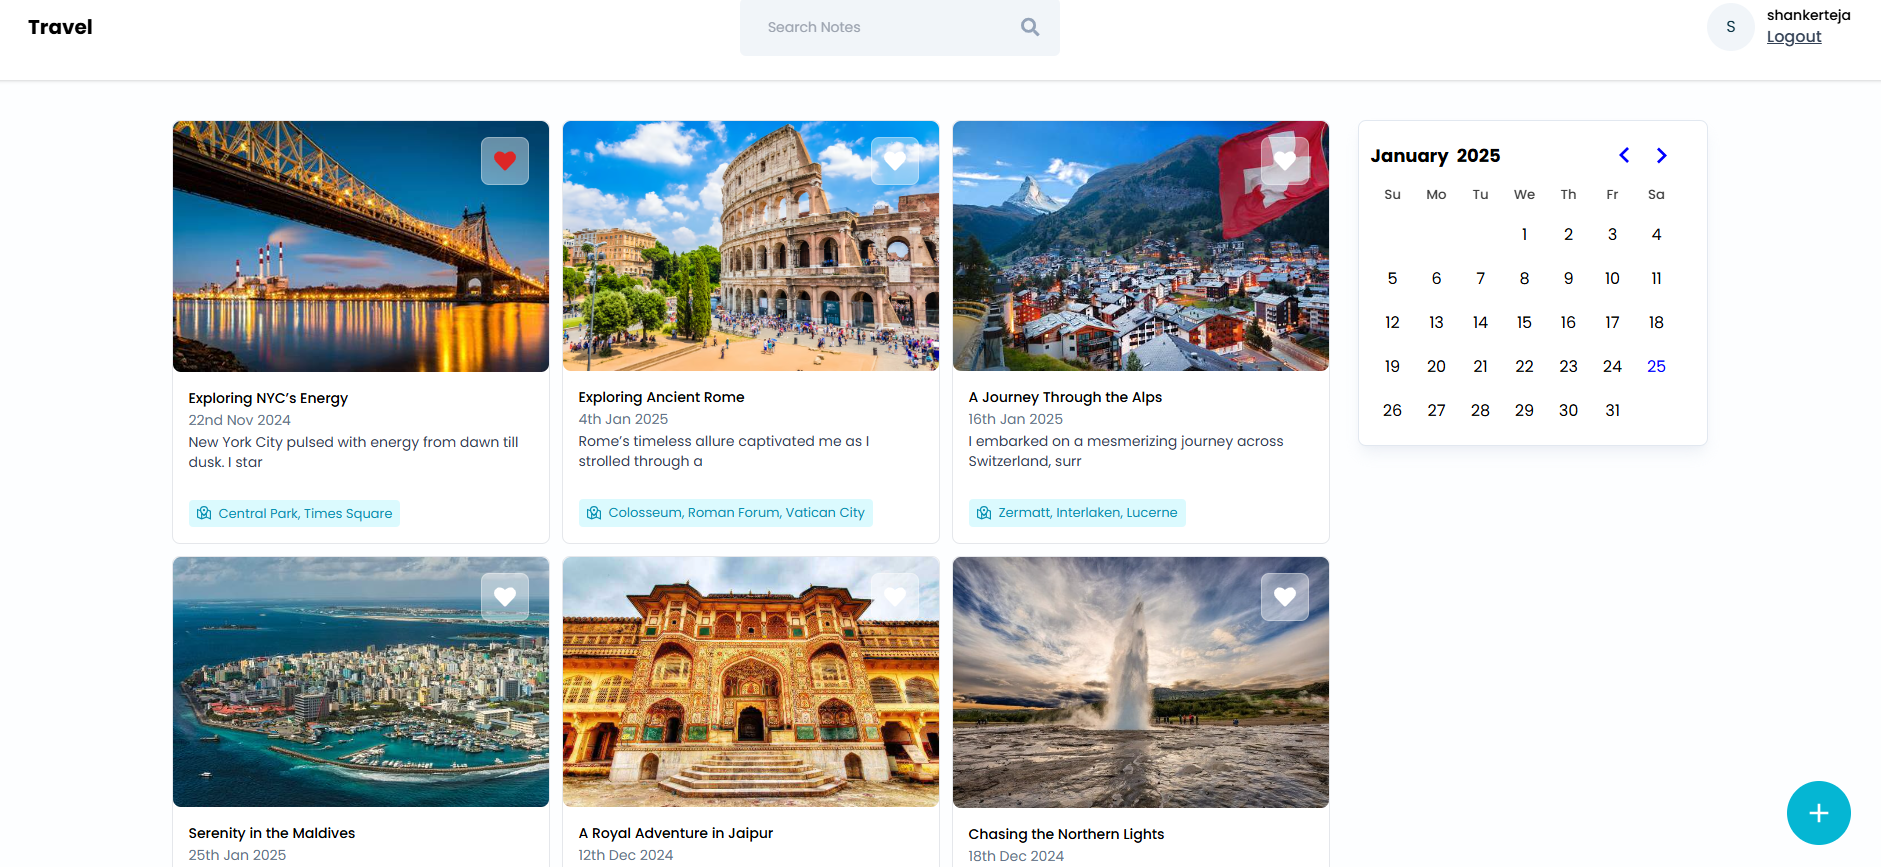 Travel
Search Notes
S
shankerteja
Logout
Exploring NYC’s Energy
22nd Nov 2024
New York City pulsed with energy from dawn till
dusk. I star
Central Park, Times Square
Exploring Ancient Rome
4th Jan 2025
Rome’s timeless allure captivated me as I
strolled through a
Colosseum, Roman Forum, Vatican City
A Journey Through the Alps
16th Jan 2025
I embarked on a mesmerizing journey across
Switzerland, surr
Zermatt, Interlaken, Lucerne
January 2025
Su Mo Tu We Th Fr Sa
1 2 3 4
5 6 7 8 9 10 11
12 13 14 15 16 17 18
19 20 21 22 23 24 25
26 27 28 29 30 31
Serenity in the Maldives
25th Jan 2025
A Royal Adventure in Jaipur
12th Dec 2024
Chasing the Northern Lights
18th Dec 2024